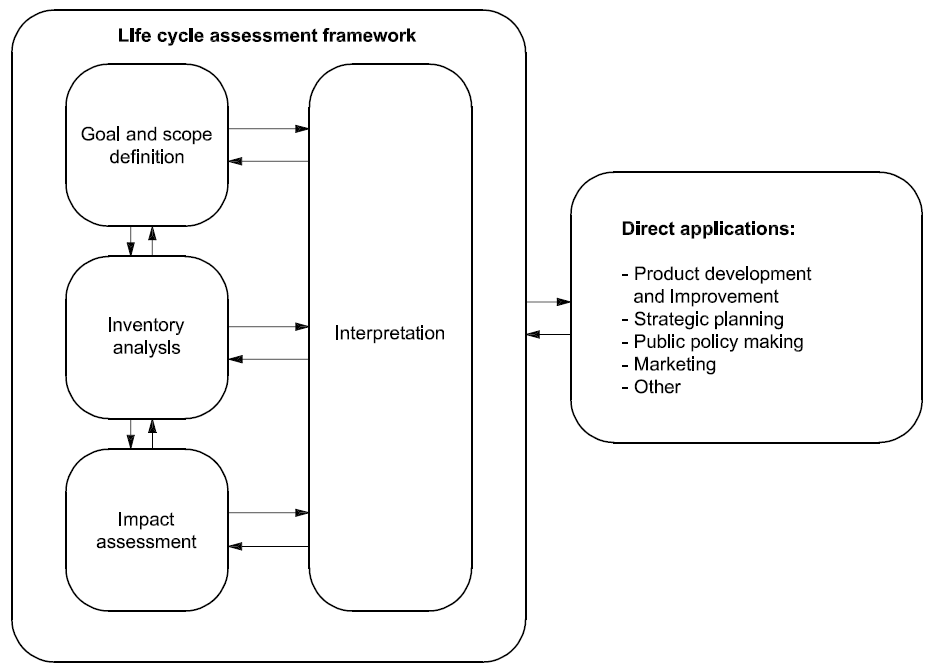 LIfe cycle assessment framework
Goal and scope
definition
Inventory
analysis
Impact
assessment
Interpretation
Direct applications:
- Product development
and Improvement
- Strategic planning
- Public policy making
- Marketing
- Other